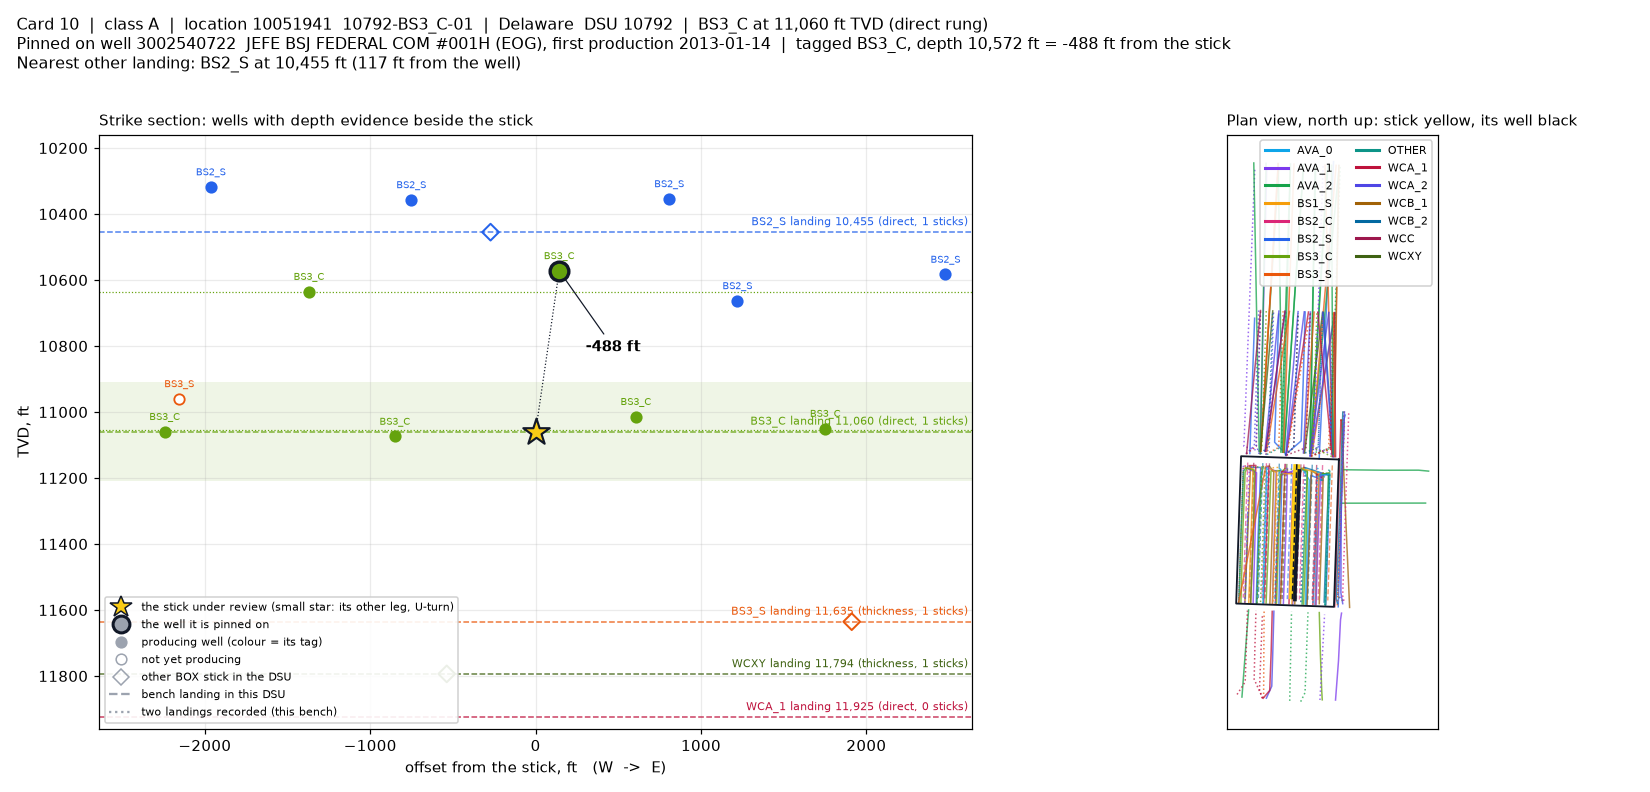 Card 10  |  class A  |  location 10051941  10792-BS3_C-01  |  Delaware  DSU 10792  |  BS3_C at 11,060 ft TVD (direct rung)
Pinned on well 3002540722  JEFE BSJ FEDERAL COM #001H (EOG), first production 2013-01-14  |  tagged BS3_C, depth 10,572 ft = -488 ft from the stick
Nearest other landing: BS2_S at 10,455 ft (117 ft from the well)
Strike section: wells with depth evidence beside the stick
10200
10400
10600
10800
11000
11200
11400
11600
11800
TVD, ft
BS2_S
BS2_S
BS2_S
BS2_S landing 10,455 (direct, 1 sticks)
BS3_C
BS2_S
BS3_C
BS2_S
-488 ft
BS3_S
BS3_C
BS3_C
BS3_C
BS3_C
BS3_C landing 11,060 (direct, 1 sticks)
BS3_S landing 11,635 (thickness, 1 sticks)
WCXY landing 11,794 (thickness, 1 sticks)
WCA_1 landing 11,925 (direct, 0 sticks)
the stick under review (small star: its other leg, U-turn)
the well it is pinned on
producing well (colour = its tag)
not yet producing
other BOX stick in the DSU
bench landing in this DSU
two landings recorded (this bench)
−2000
−1000
0
1000
2000
offset from the stick, ft   (W  ->  E)
Plan view, north up: stick yellow, its well black
AVA_0
AVA_1
AVA_2
BS1_S
BS2_C
BS2_S
BS3_C
BS3_S
OTHER
WCA_1
WCA_2
WCB_1
WCB_2
WCC
WCXY